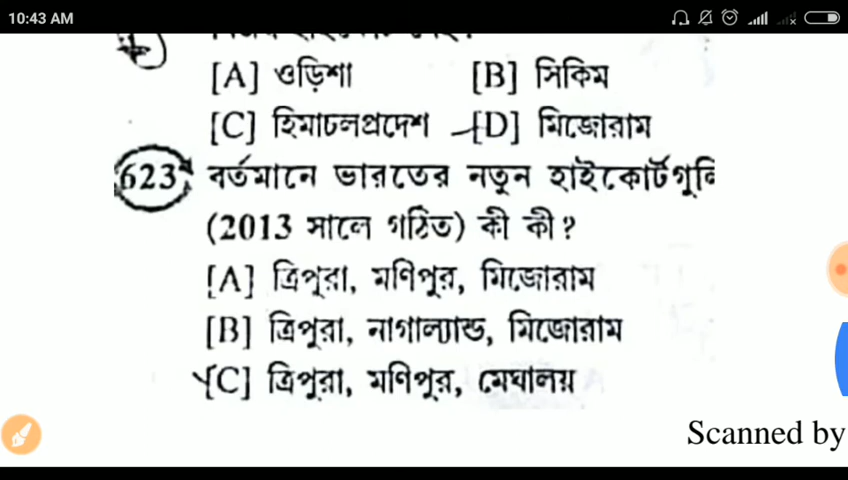 10:43 AM
[A] ওড়িশা [B] সিকিম
[C] হিমাচলপ্রদেশ [D] মিজোরাম
623. বর্তমানে ভারতের নতুন হাইকোর্টগুলি
(2013 সালে গঠিত) কী কী?
[A] ত্রিপুরা, মণিপুর, মিজোরাম
[B] ত্রিপুরা, নাগাল্যান্ড, মিজোরাম
[C] ত্রিপুরা, মণিপুর, মেঘালয়
Scanned by